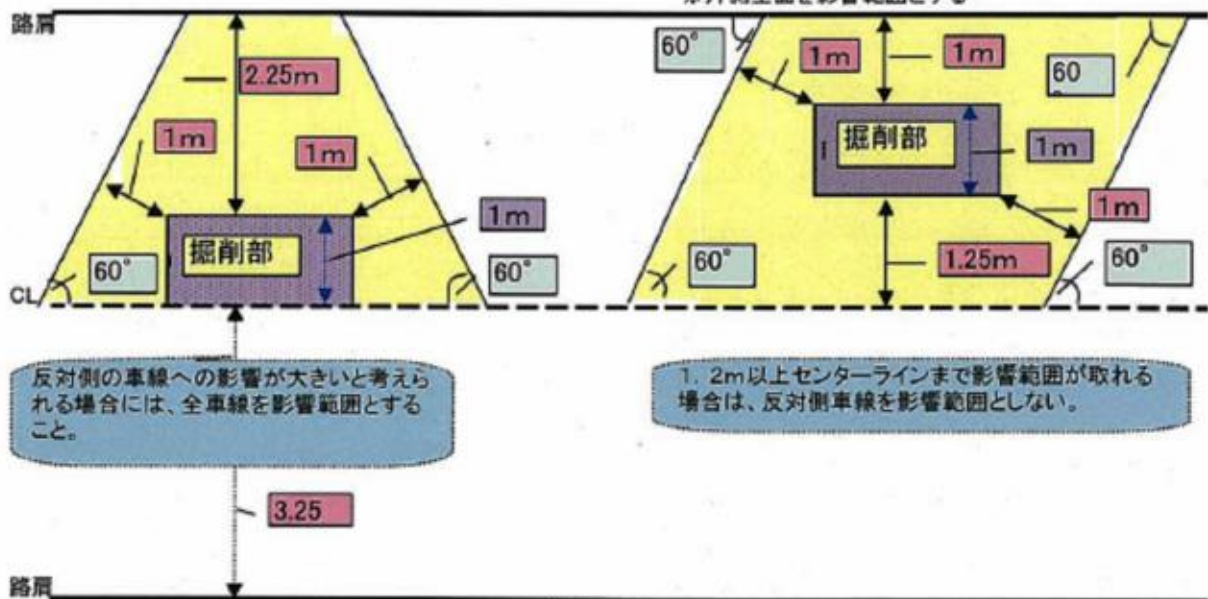 路肩
2.25m
1m
1m
掘削部
1m
60°
60°
CL
反対側の車線への影響が大きいと考えら
れる場合には、全車線を影響範囲とする
こと。
3.25
路肩
60°
1m
1m
60
掘削部
1m
1m
60°
1.25m
60°
1. 2m以上センターラインまで影響範囲が取れる
場合は、反対側車線を影響範囲としない。